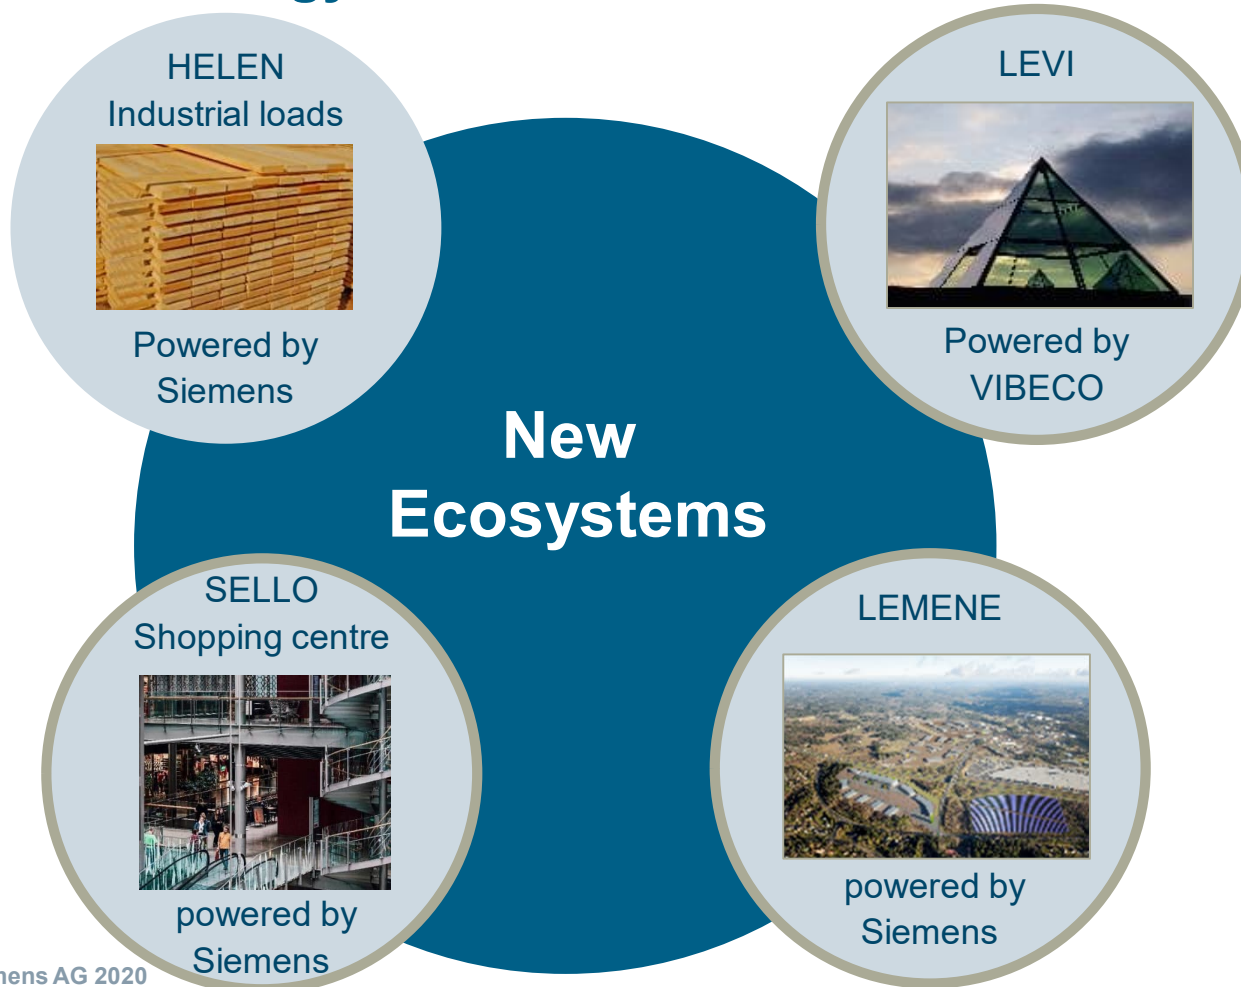 HELEN
Industrial loads
Powered by
Siemens
LEVI
Powered by
VIBECO
New
Ecosystems
SELLO
Shopping centre
powered by
Siemens
LEMENE
powered by
Siemens
AG 2020